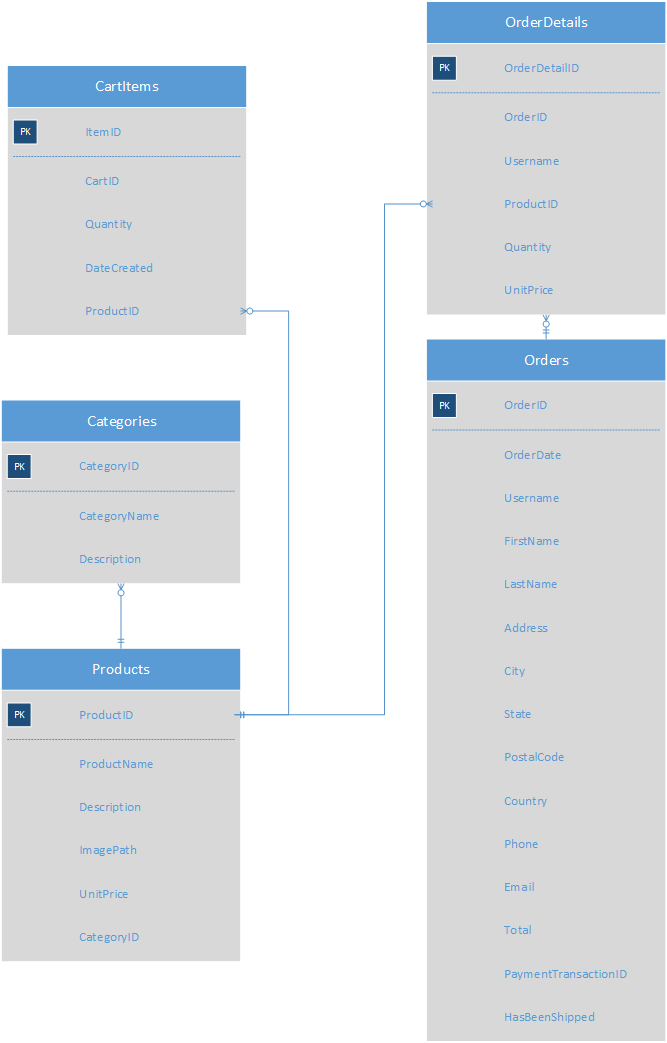 CartItems
PK
ItemID
CartID
Quantity
DateCreated
ProductID
Categories
PK
CategoryID
CategoryName
Description
Products
PK
ProductID
ProductName
Description
ImagePath
UnitPrice
CategoryID
OrderDetails
PK
OrderDetailID
OrderID
Username
ProductID
Quantity
UnitPrice
Orders
PK
OrderID
OrderDate
Username
FirstName
LastName
Address
City
State
PostalCode
Country
Phone
Email
Total
PaymentTransactionID
HasBeenShipped